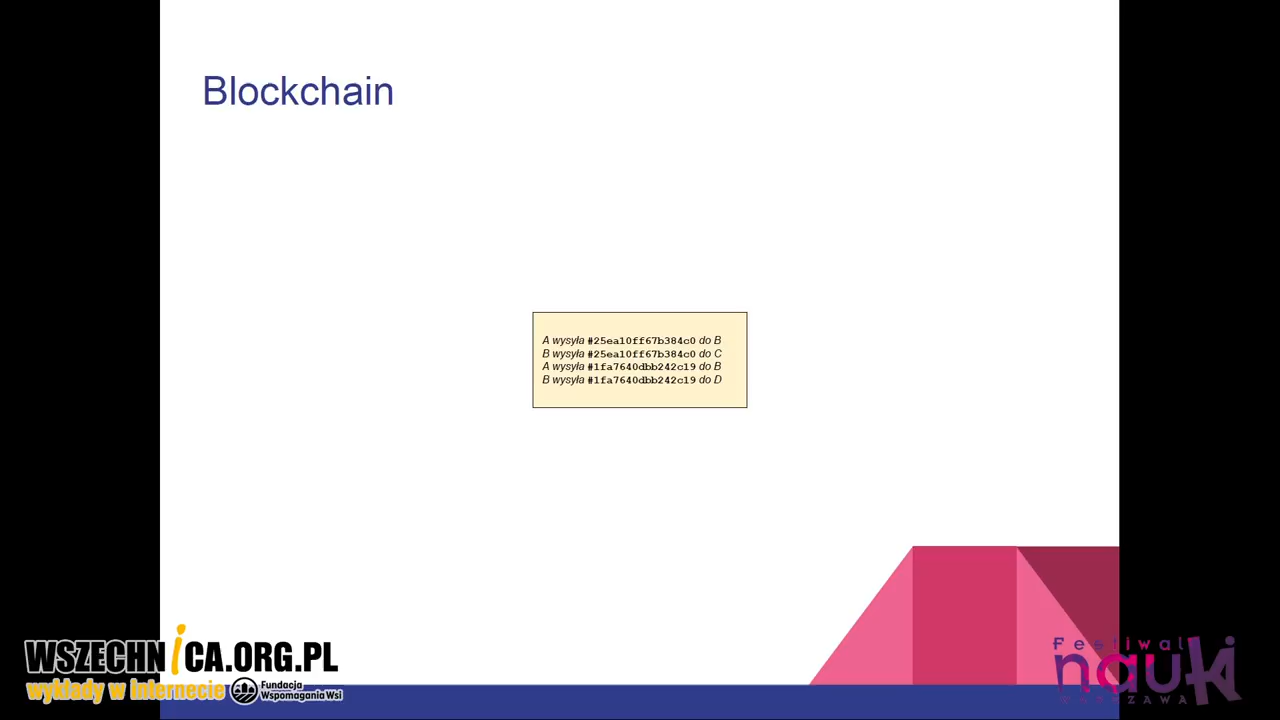 Blockchain
A wysyła #25ea10ff67b384c0 do B
B wysyła #25ea10ff67b384c0 do C
A wysyła #1fa7640dbb242c19 do B
B wysyła #1fa7640dbb242c19 do D
WSZECHNiCA.ORG.PL
wykłady w Internecie
Fundacja
Wspomagania Wsi
Festiwal
nauki
WARSZAWA